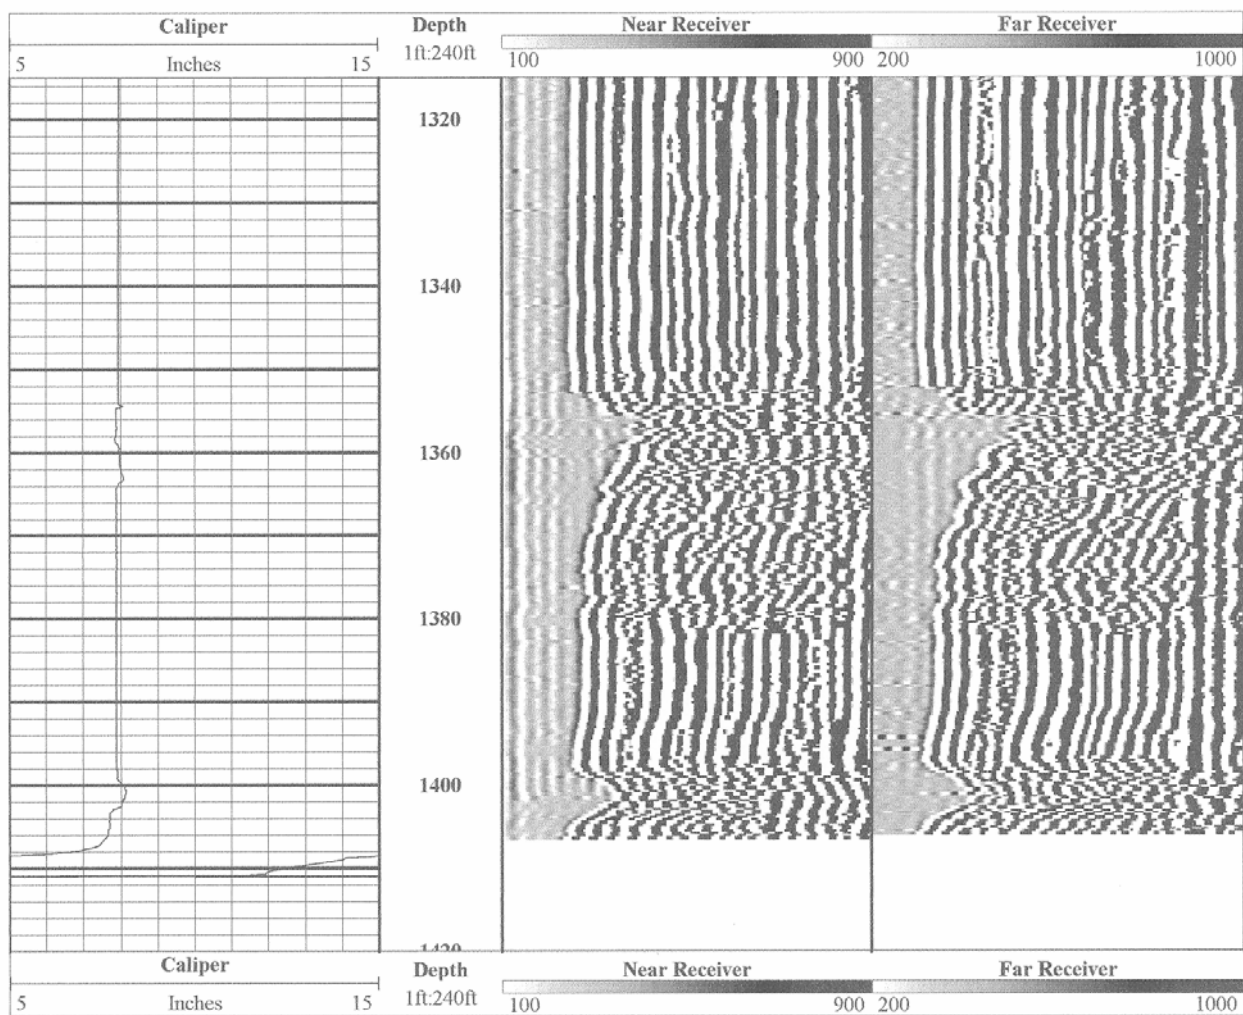 Caliper Depth Near Receiver Far Receiver
5 Inches 15 1ft:240ft 100 900 200 1000
1320
1340
1360
1380
1400
1420
Caliper Depth Near Receiver Far Receiver
5 Inches 15 1ft:240ft 100 900 200 1000